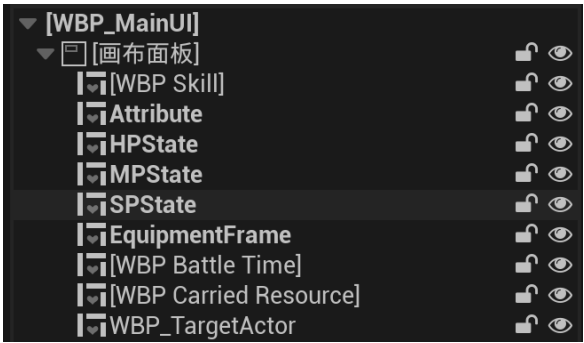 [WBP_MainUI]
[画布面板]
[WBP Skill]
Attribute
HPState
MPState
SPState
EquipmentFrame
[WBP Battle Time]
[WBP Carried Resource]
WBP_TargetActor